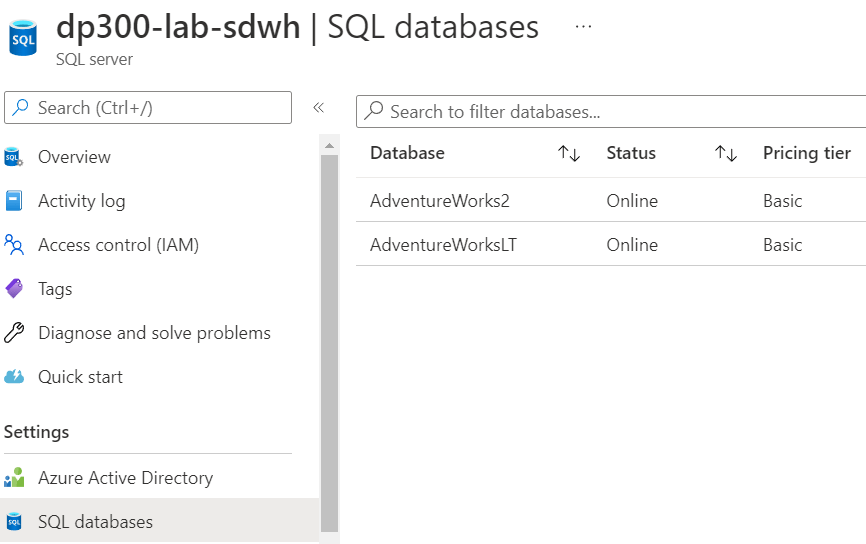 dp300-lab-sdwh | SQL databases ...
SQL
SQL server
Search (Ctrl+/)
«
Overview
Activity log
Access control (IAM)
Tags
Diagnose and solve problems
Quick start
Settings
Azure Active Directory
SQL databases
Search to filter databases...
Database ↑↓ Status ↑↓ Pricing tier
AdventureWorks2 Online Basic
AdventureWorksLT Online Basic